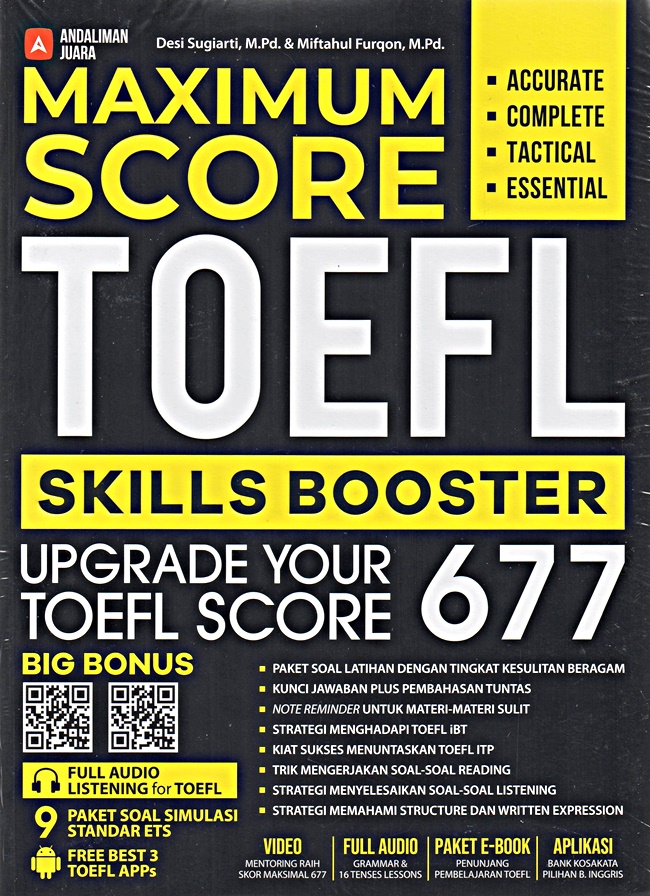 ANDALIMAN
JUARA
Desi Sugiarti, M.Pd. & Miftahul Furqon, M.Pd.
MAXIMUM
SCORE
ACCURATE
COMPLETE
TACTICAL
ESSENTIAL
TOEFL
SKILLS BOOSTER
UPGRADE YOUR
TOEFL SCORE
677
BIG BONUS
FULL AUDIO
LISTENING for TOEFL
9 PAKET SOAL SIMULASI
STANDAR ETS
FREE BEST 3
TOEFL APPs
PAKET SOAL LATIHAN DENGAN TINGKAT KESULITAN BERAGAM
KUNCI JAWABAN PLUS PEMBAHASAN TUNTAS
NOTE REMINDER UNTUK MATERI-MATERI SULIT
STRATEGI MENGHADAPI TOEFL iBT
KIAT SUKSES MENUNTASKAN TOEFL ITP
TRIK MENGERJAKAN SOAL-SOAL READING
STRATEGI MENYELESAIKAN SOAL-SOAL LISTENING
STRATEGI MEMAHAMI STRUCTURE DAN WRITTEN EXPRESSION
VIDEO
MENTORING RAIH
SKOR MAKSIMAL 677
FULL AUDIO
GRAMMAR &
16 TENSES LESSONS
PAKET E-BOOK
PENUNJANG
PEMBELAJARAN TOEFL
APLIKASI
BANK KOSAKATA
PILIHAN B. INGGRIS